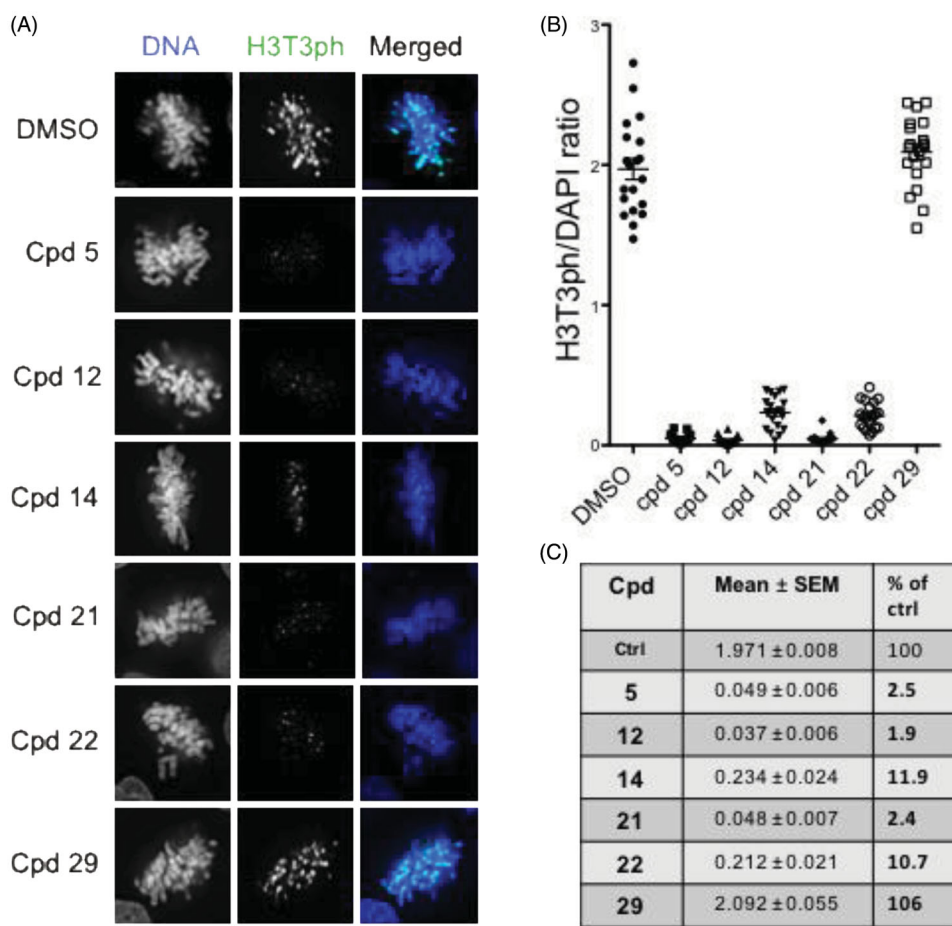 (A)
DNA H3T3ph Merged
DMSO
Cpd 5
Cpd 12
Cpd 14
Cpd 21
Cpd 22
Cpd 29
(B)
H3T3ph/DAPI ratio
3
2
1
0
DMSO cpd 5 cpd 12 cpd 14 cpd 21 cpd 22 cpd 29
(C)
Cpd Mean ± SEM % of
ctrl
Ctrl 1.971 ± 0.008 100
5 0.049 ± 0.006 2.5
12 0.037 ± 0.006 1.9
14 0.234 ± 0.024 11.9
21 0.048 ± 0.007 2.4
22 0.212 ± 0.021 10.7
29 2.092 ± 0.055 106